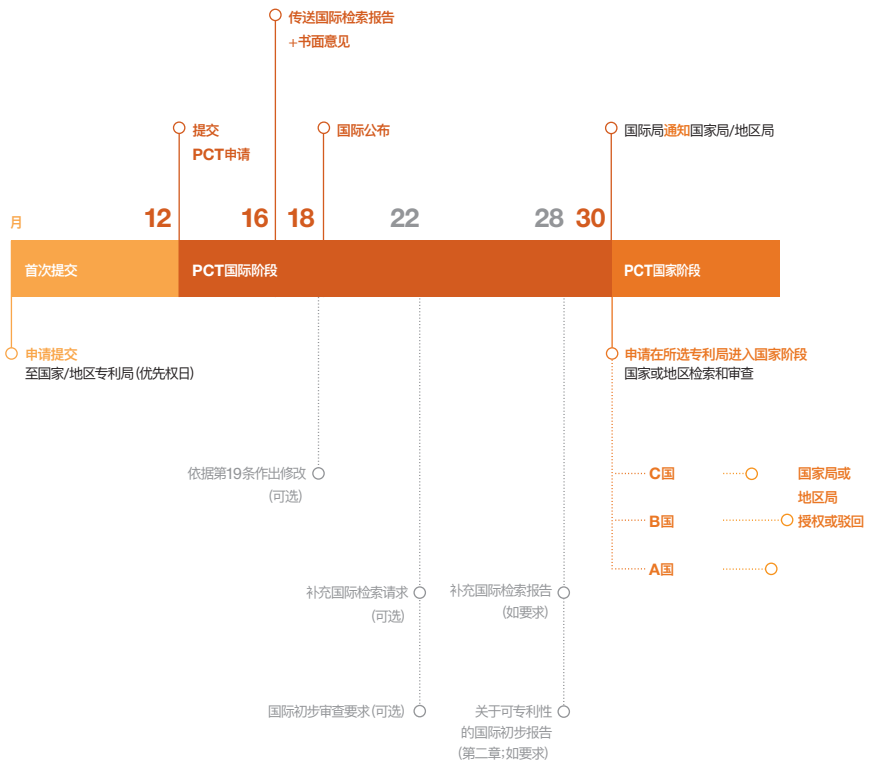 传送国际检索报告
+书面意见
提交
PCT申请
国际公布
国际局通知国家局/地区局
月
12
16
18
22
28
30
首次提交
PCT国际阶段
PCT国家阶段
申请提交
至国家/地区专利局(优先权日)
申请在所选专利局进入国家阶段
国家或地区检索和审查
依据第19条作出修改
(可选)
C国
国家局或
地区局
B国
授权或驳回
A国
补充国际检索请求
(可选)
补充国际检索报告
(如要求)
国际初步审查要求(可选)
关于可专利性
的国际初步报告
(第二章;如要求)